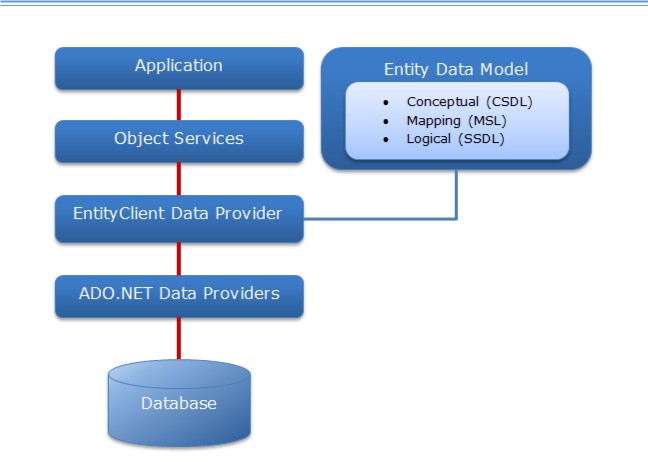 Application
Object Services
EntityClient Data Provider
ADO.NET Data Providers
Database
Entity Data Model
• Conceptual (CSDL)
• Mapping (MSL)
• Logical (SSDL)